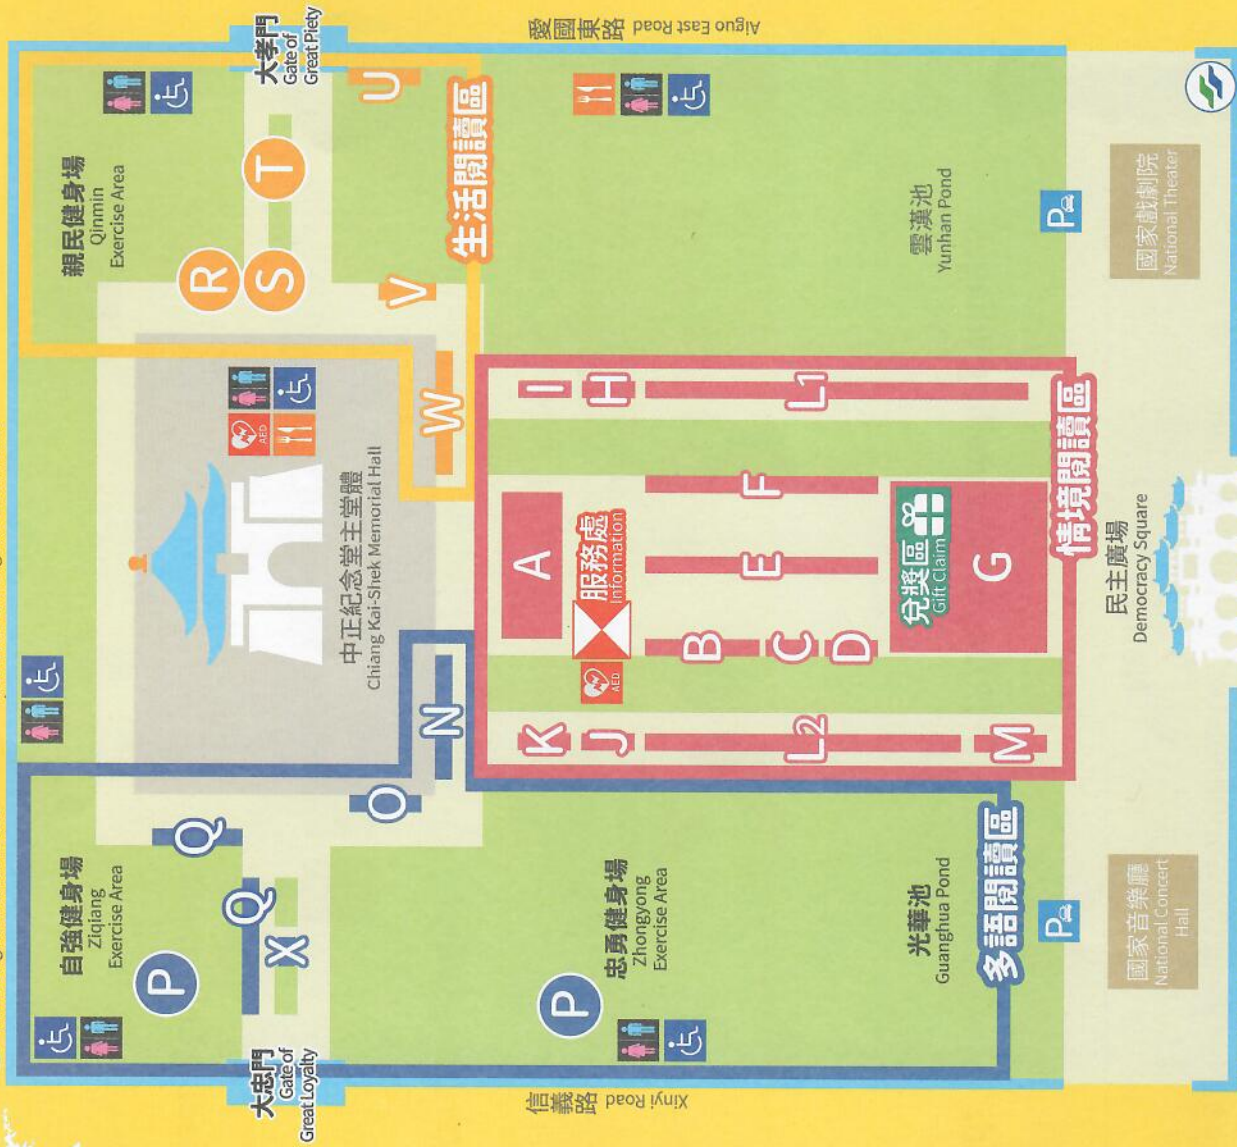 愛國東路 Aiguo East Road
大孝門
Gate of
Great Piety
U
生活閱讀區
親民健身場
Qinmin
Exercise Area
T
R
S
V
W
雲漢池
Yunhan Pond
P
國家戲劇院
National Theater
AED
中正紀念堂主堂體
Chiang Kai-Shek Memorial Hall
I
H
L1
A
服務處
Information
AED
F
E
B
C
D
兌獎區
Gift Claim
G
情境閱讀區
民主廣場
Democracy Square
K
J
L2
M
N
O
Q
Q
X
自強健身場
Ziqiang
Exercise Area
P
忠勇健身場
Zhongyong
Exercise Area
P
光華池
Guanghua Pond
多語閱讀區
P
國家音樂廳
National Concert
Hall
大忠門
Gate of
Great Loyalty
信義路 Xinyi Road